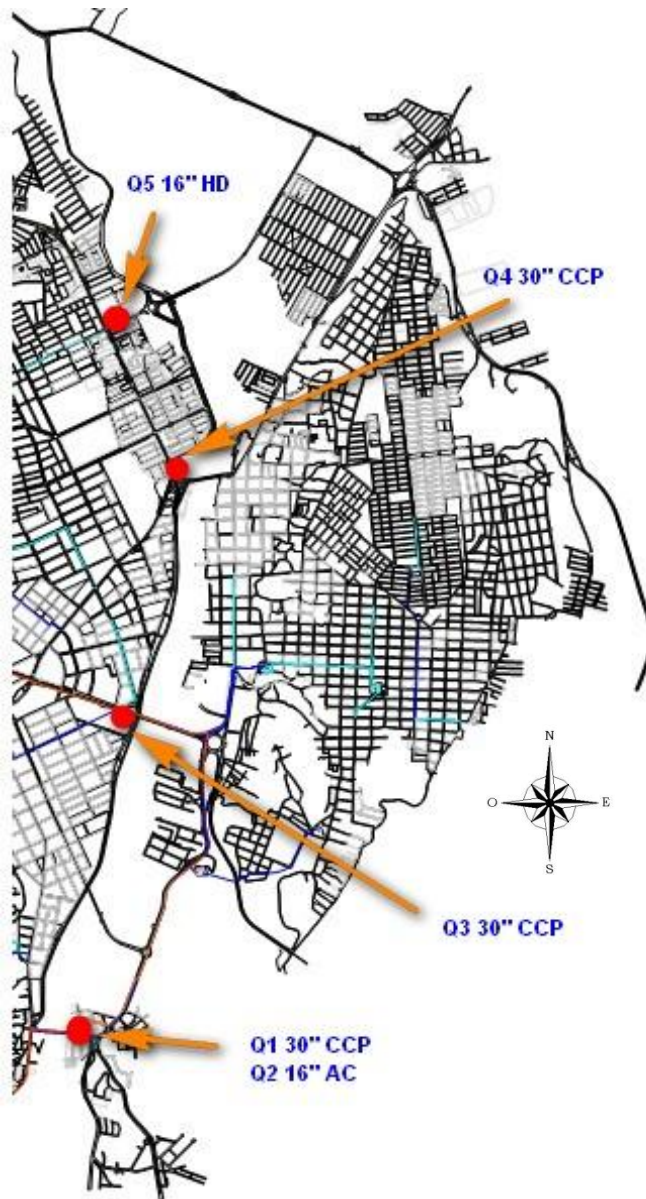 Q5 16" HD
Q4 30" CCP
N
O E
S
Q3 30" CCP
Q1 30" CCP
Q2 16" AC